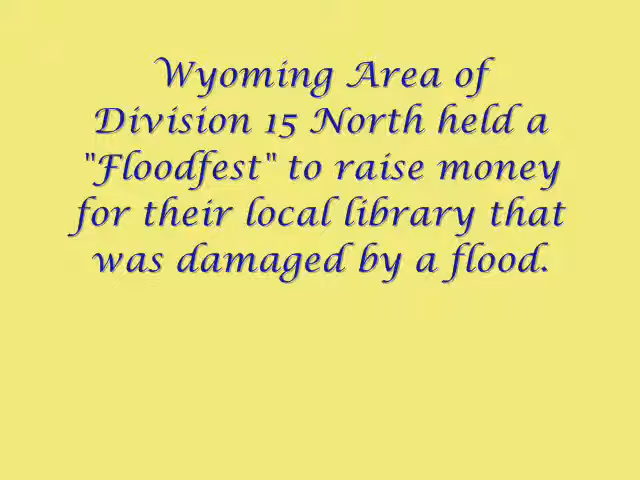 Wyoming Area of
Division 15 North held a
"Floodfest" to raise money
for their local library that
was damaged by a flood.